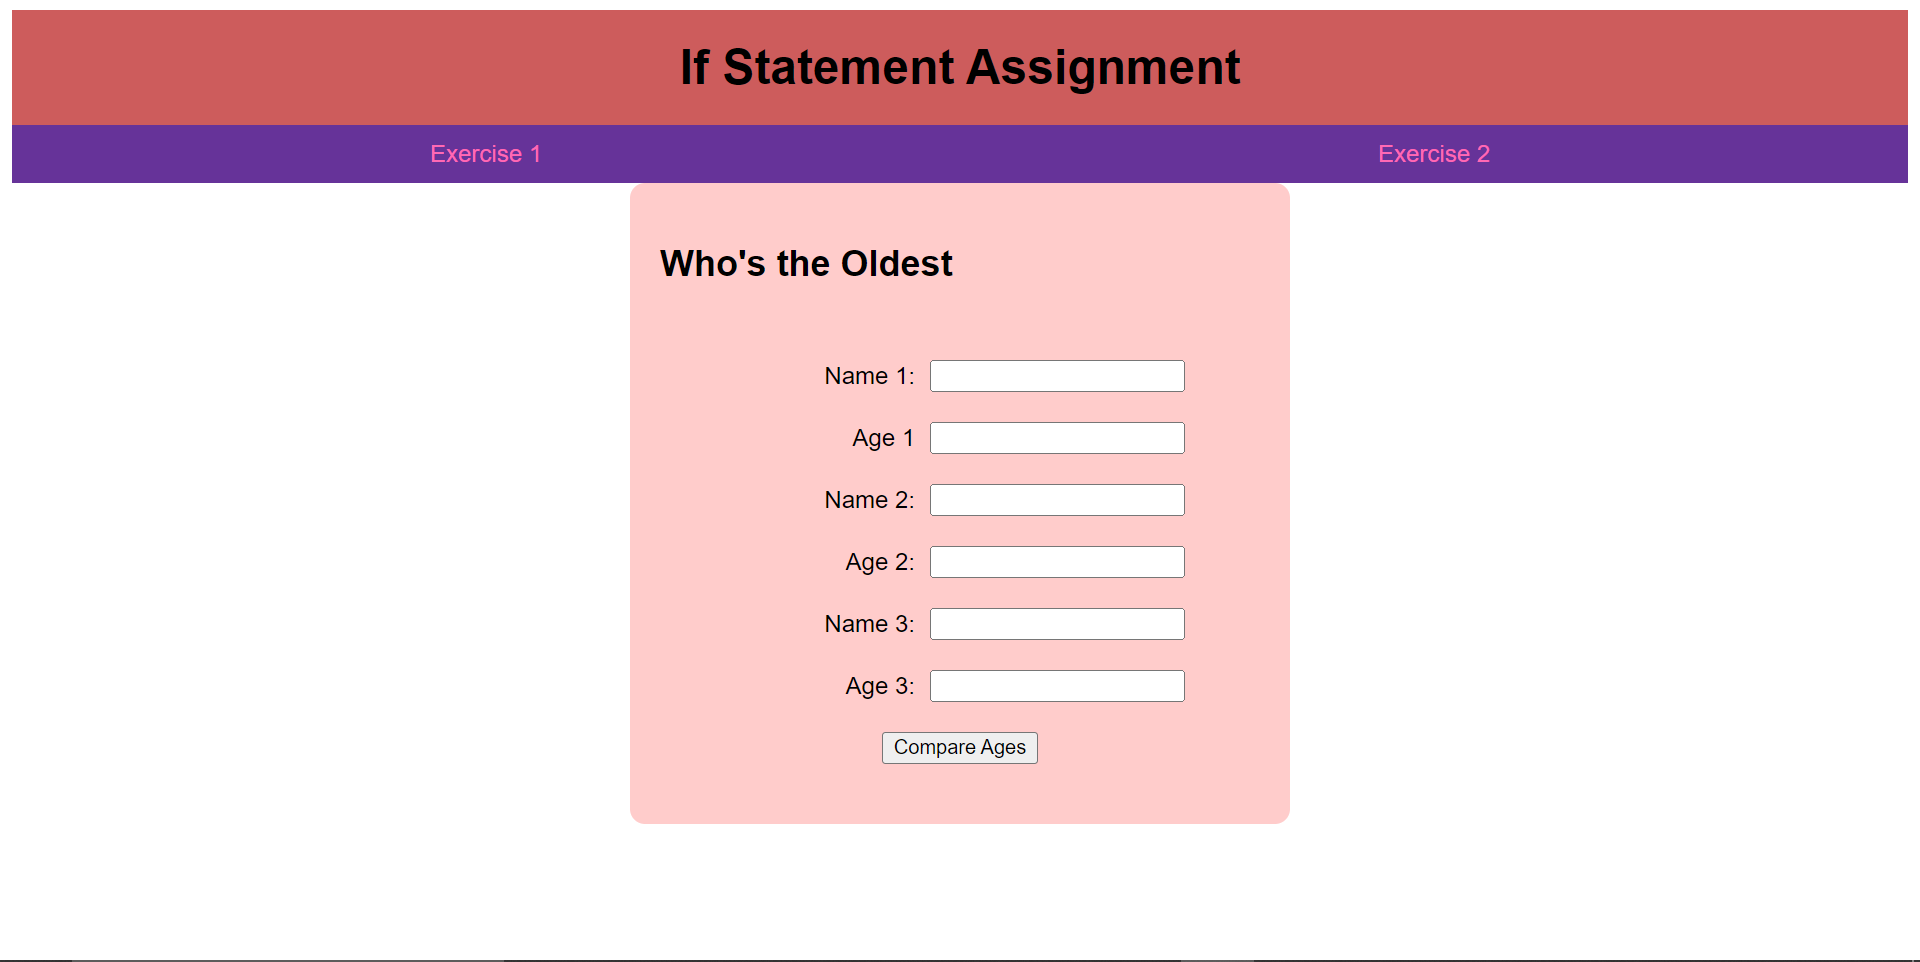 If Statement Assignment
Exercise 1 Exercise 2
Who's the Oldest
Name 1:
Age 1
Name 2:
Age 2:
Name 3:
Age 3:
Compare Ages